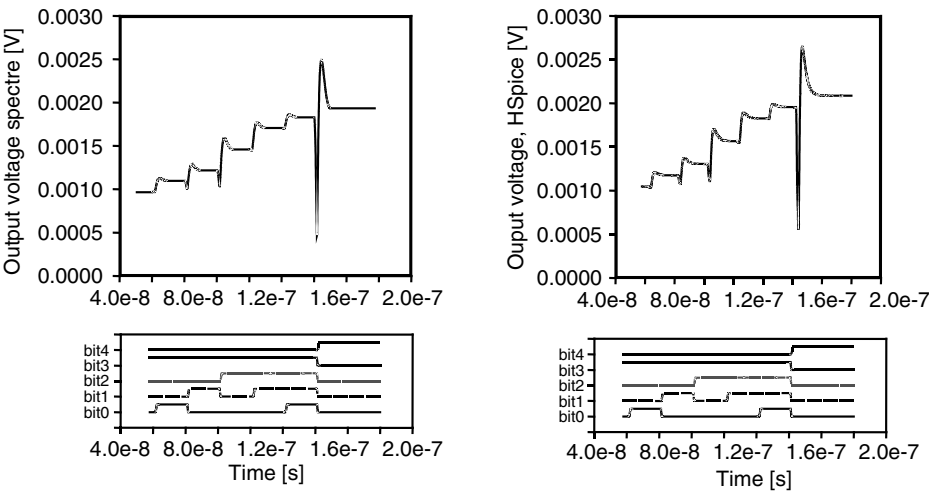 Output voltage spectre [V]
0.0030
0.0025
0.0020
0.0015
0.0010
0.0005
0.0000
4.0e-8 8.0e-8 1.2e-7 1.6e-7 2.0e-7
bit4
bit3
bit2
bit1
bit0
4.0e-8 8.0e-8 1.2e-7 1.6e-7 2.0e-7
Time [s]
Ouput voltage, HSpice [V]
0.0030
0.0025
0.0020
0.0015
0.0010
0.0005
0.0000
4.0e-8 8.0e-8 1.2e-7 1.6e-7 2.0e-7
bit4
bit3
bit2
bit1
bit0
4.0e-8 8.0e-8 1.2e-7 1.6e-7 2.0e-7
Time [s]